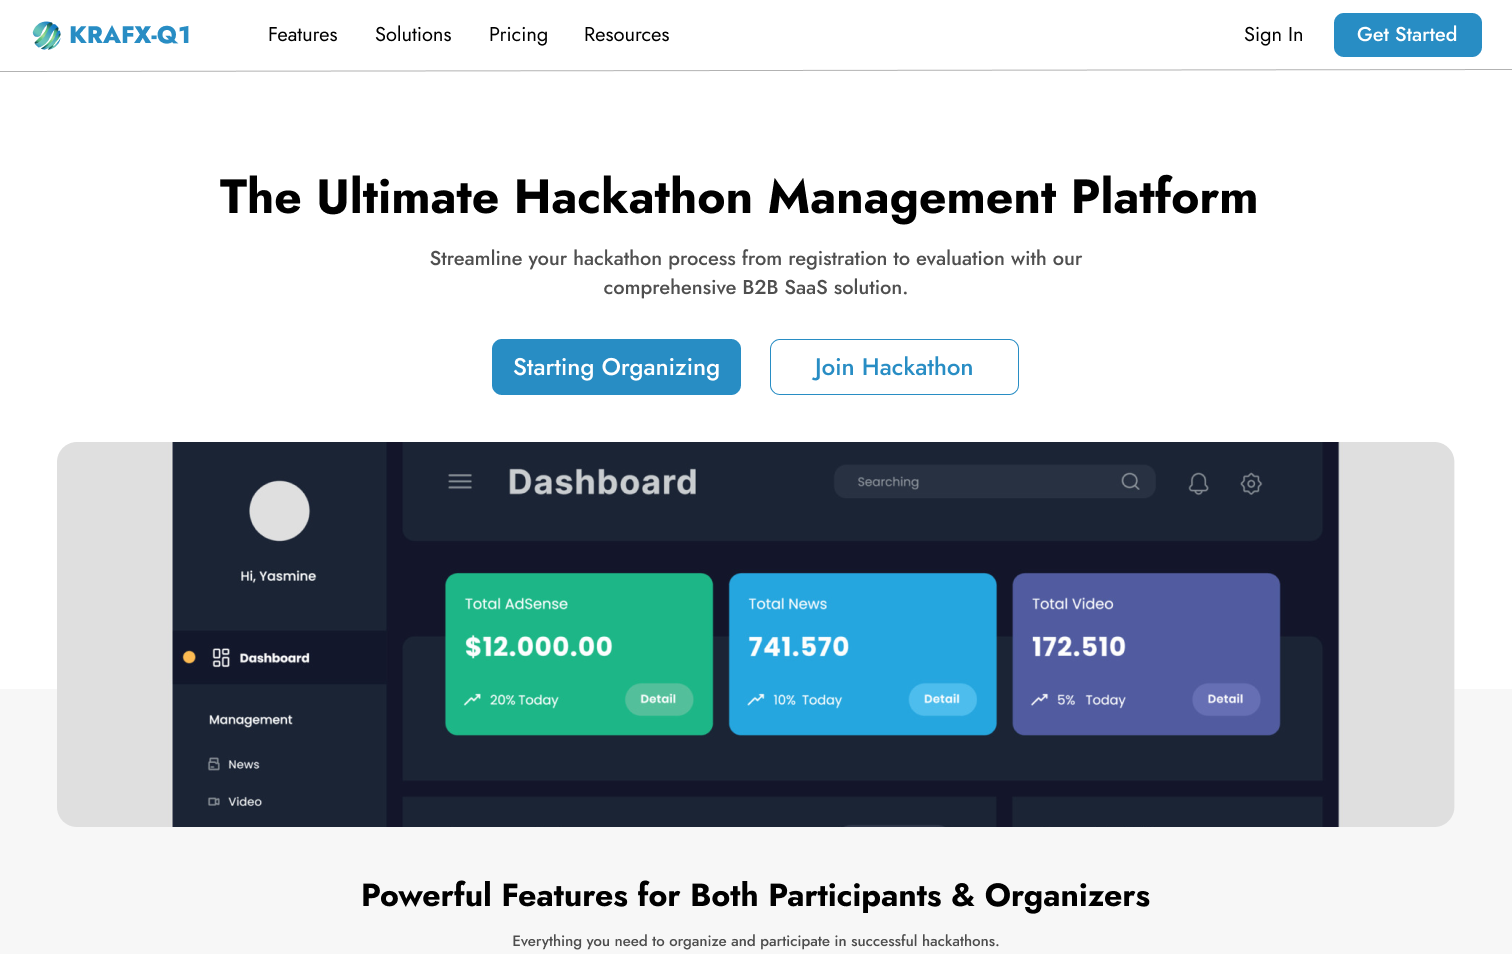 KRAFX-Q1
Features
Solutions
Pricing
Resources
Sign In
Get Started
The Ultimate Hackathon Management Platform
Streamline your hackathon process from registration to evaluation with our
comprehensive B2B SaaS solution.
Starting Organizing
Join Hackathon
Dashboard
Searching
Hi, Yasmine
Dashboard
Management
News
Video
Total AdSense
$12.000.00
20% Today
Detail
Total News
741.570
10% Today
Detail
Total Video
172.510
5% Today
Detail
Powerful Features for Both Participants & Organizers
Everything you need to organize and participate in successful hackathons.